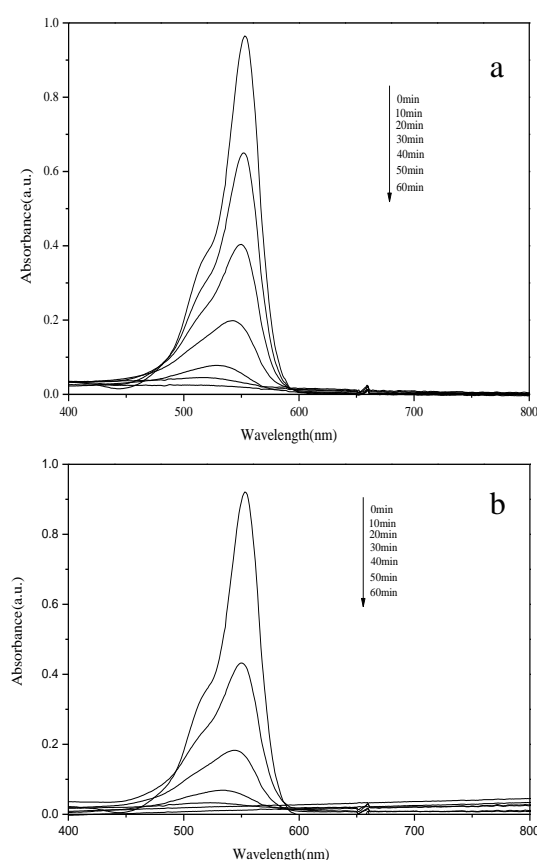 a
1.0
0.8
0.6
0.4
0.2
0.0
Absorbance(a.u.)
0min
10min
20min
30min
40min
50min
60min
400 500 600 700 800
Wavelength(nm)
b
1.0
0.8
0.6
0.4
0.2
0.0
Absorbance(a.u.)
0min
10min
20min
30min
40min
50min
60min
400 500 600 700 800
Wavelength(nm)